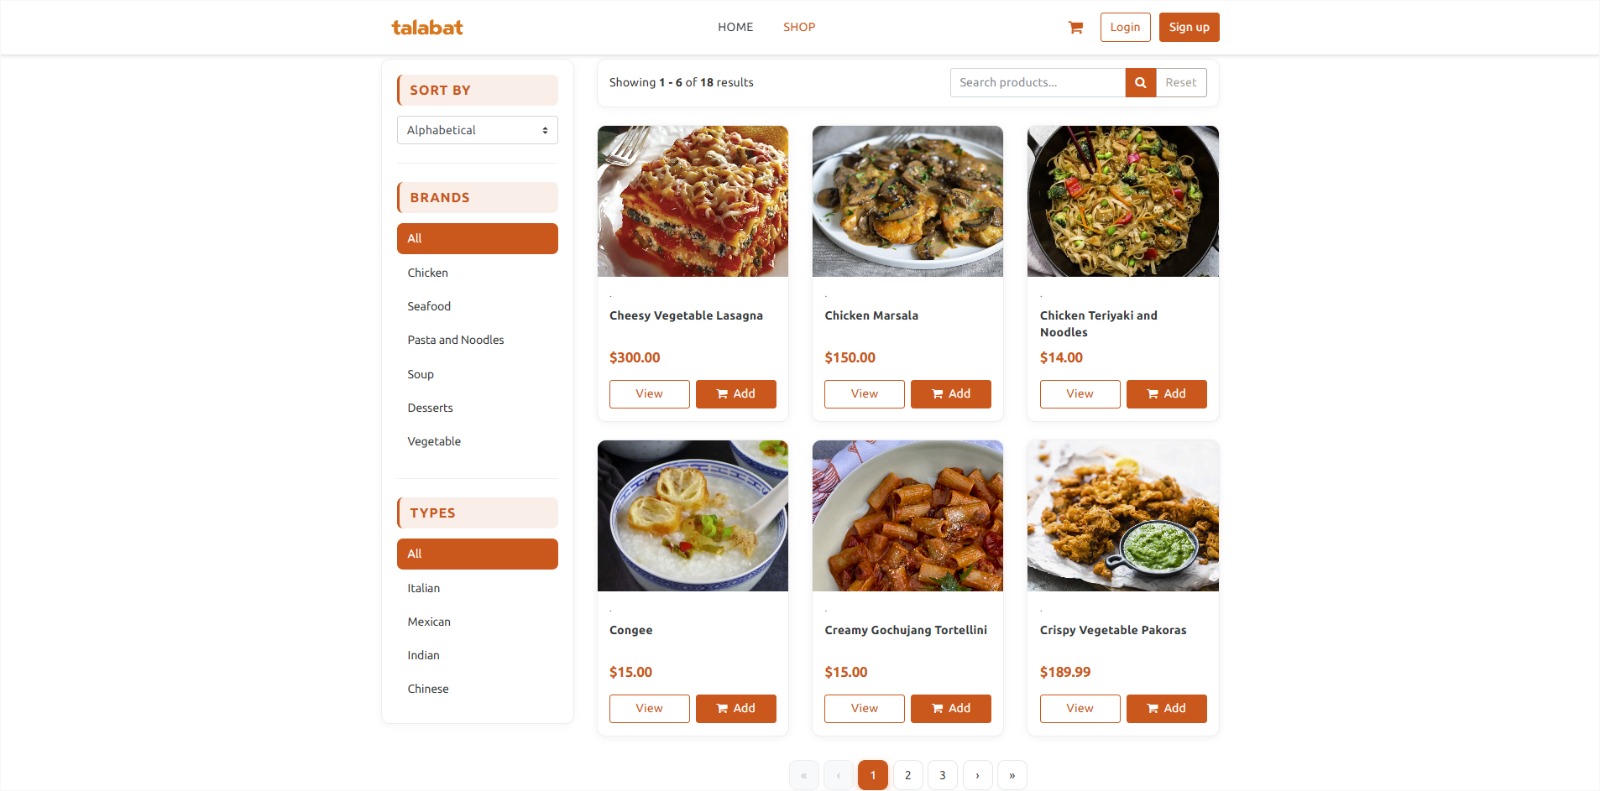 talabat
HOME
SHOP
Login
Sign up
SORT BY
Alphabetical
BRANDS
All
Chicken
Seafood
Pasta and Noodles
Soup
Desserts
Vegetable
TYPES
All
Italian
Mexican
Indian
Chinese
Showing 1 - 6 of 18 results
Search products...
Reset
.
Cheesy Vegetable Lasagna
$300.00
View
Add
.
Chicken Marsala
$150.00
View
Add
.
Chicken Teriyaki and
Noodles
$14.00
View
Add
.
Congee
$15.00
View
Add
.
Creamy Gochujang Tortellini
$15.00
View
Add
.
Crispy Vegetable Pakoras
$189.99
View
Add
« ‹ 1 2 3 › »